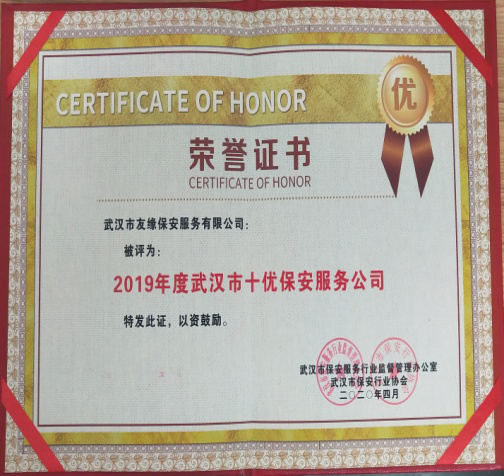 CERTIFICATE OF HONOR
优
荣誉证书
CERTIFICATE OF HONOR
武汉市友缘保安服务有限公司：
被评为：
2019年度武汉市十优保安服务公司
特发此证，以资鼓励。
武汉市保安服务行业监督管理办公室
武汉市保安行业协会
二〇二〇年四月